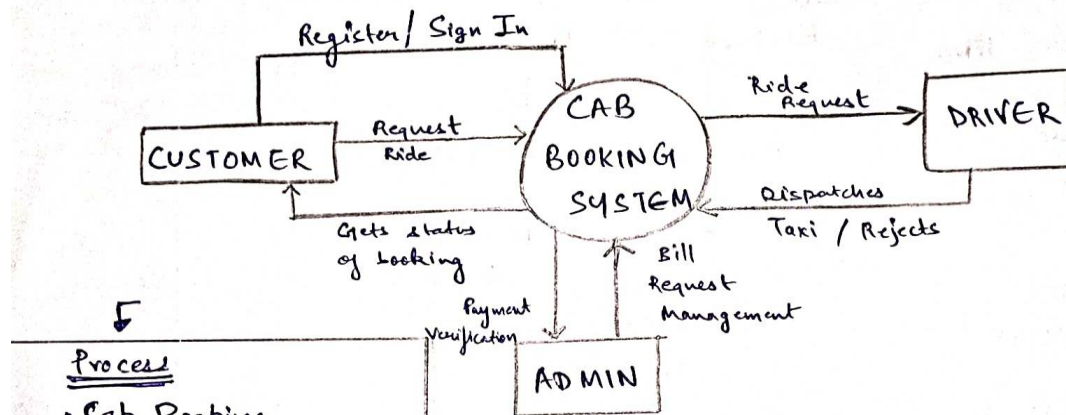 Register / Sign In
CAB
BOOKING
SYSTEM
Ride
Request
DRIVER
CUSTOMER
Request
Ride
Gets status
of booking
Dispatches
Taxi / Rejects
Bill
Request
Management
Payment
Verification
ADMIN
Process
• Cab Booking